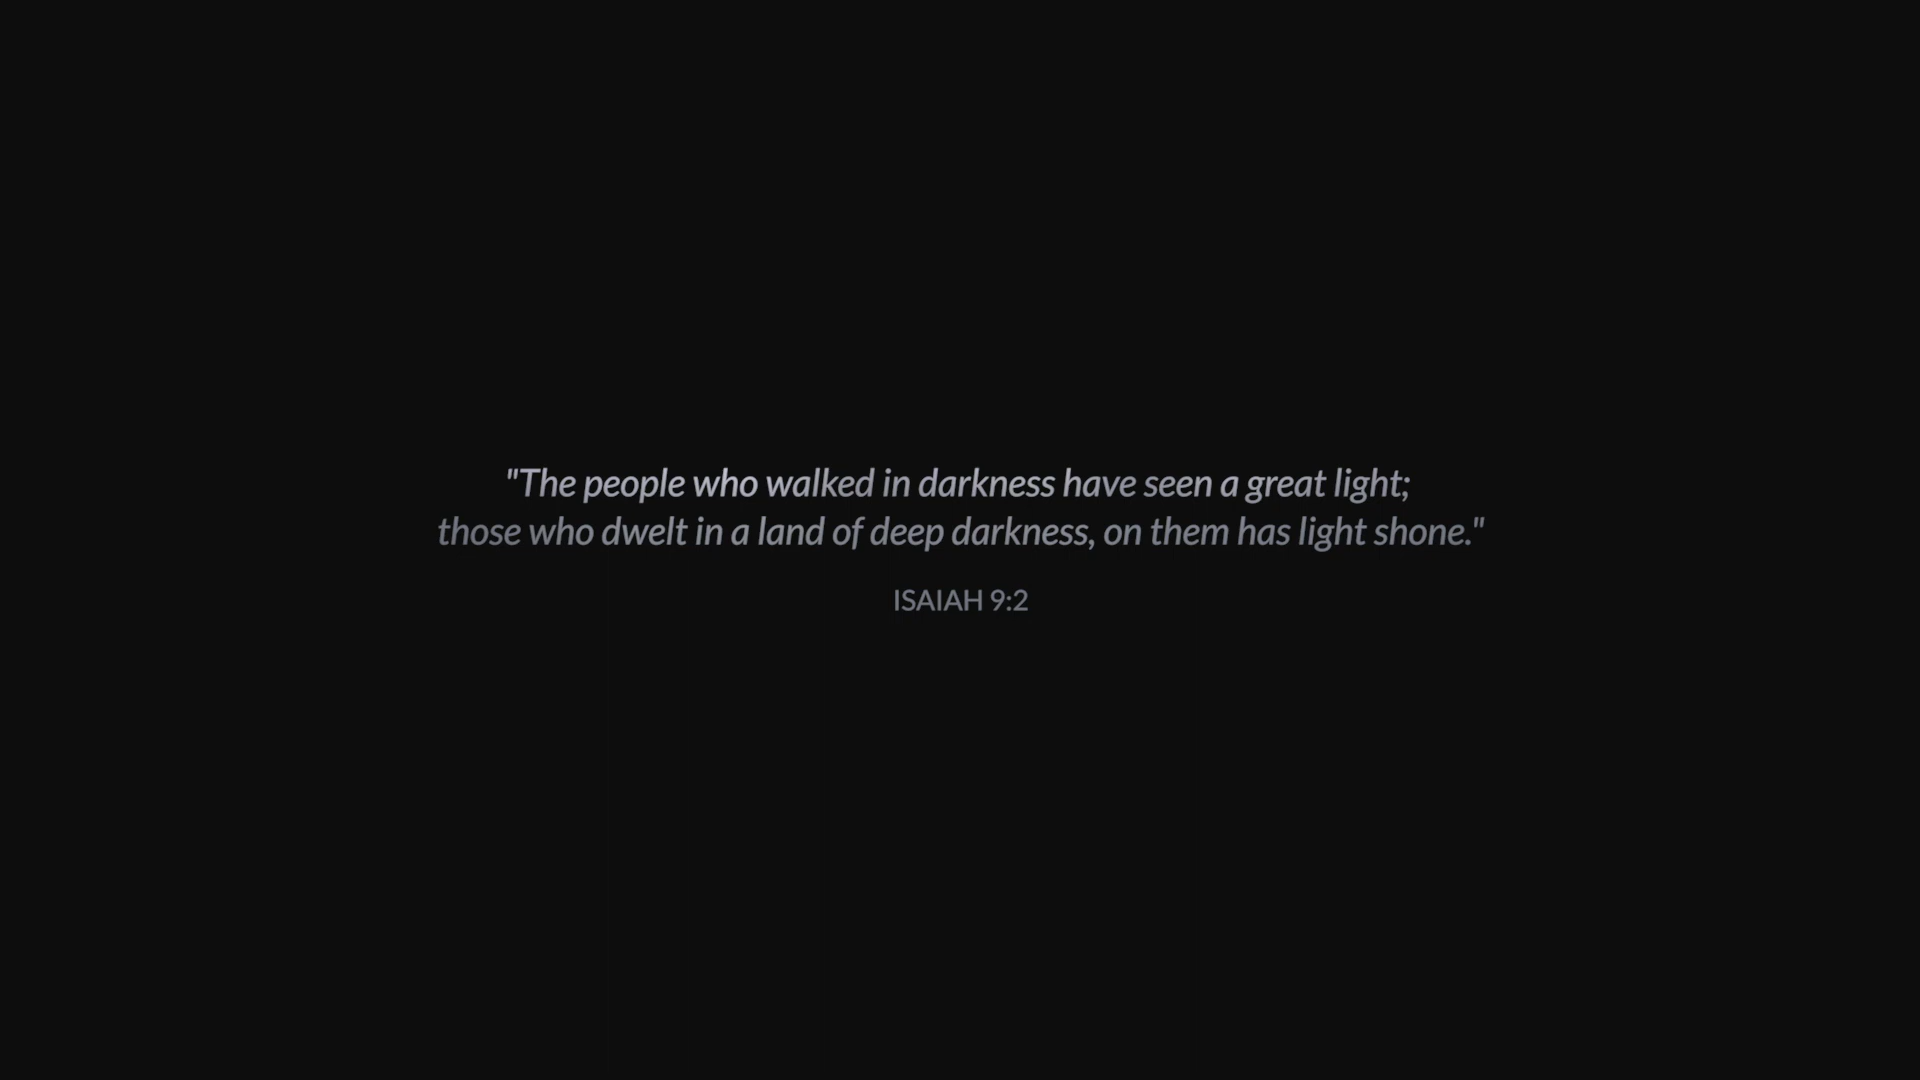 "The people who walked in darkness have seen a great light;
those who dwelt in a land of deep darkness, on them has light shone."
ISAIAH 9:2